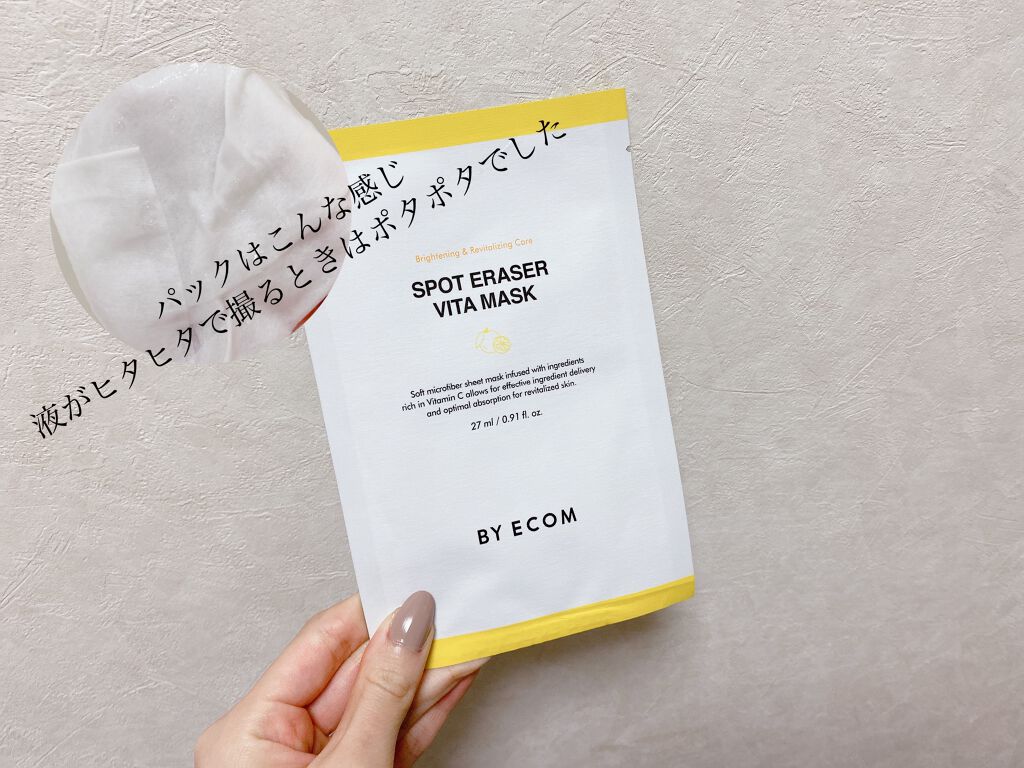 パックはこんな感じ
液がヒタヒタで撮るときはポタポタでした
Brightening & Revitalizing Care
SPOT ERASER
VITA MASK
Soft microfiber sheet mask infused with ingredients
rich in Vitamin C allows for effective ingredient delivery
and optimal absorption for revitalized skin.
27 ml / 0.91 fl. oz.
BY ECOM